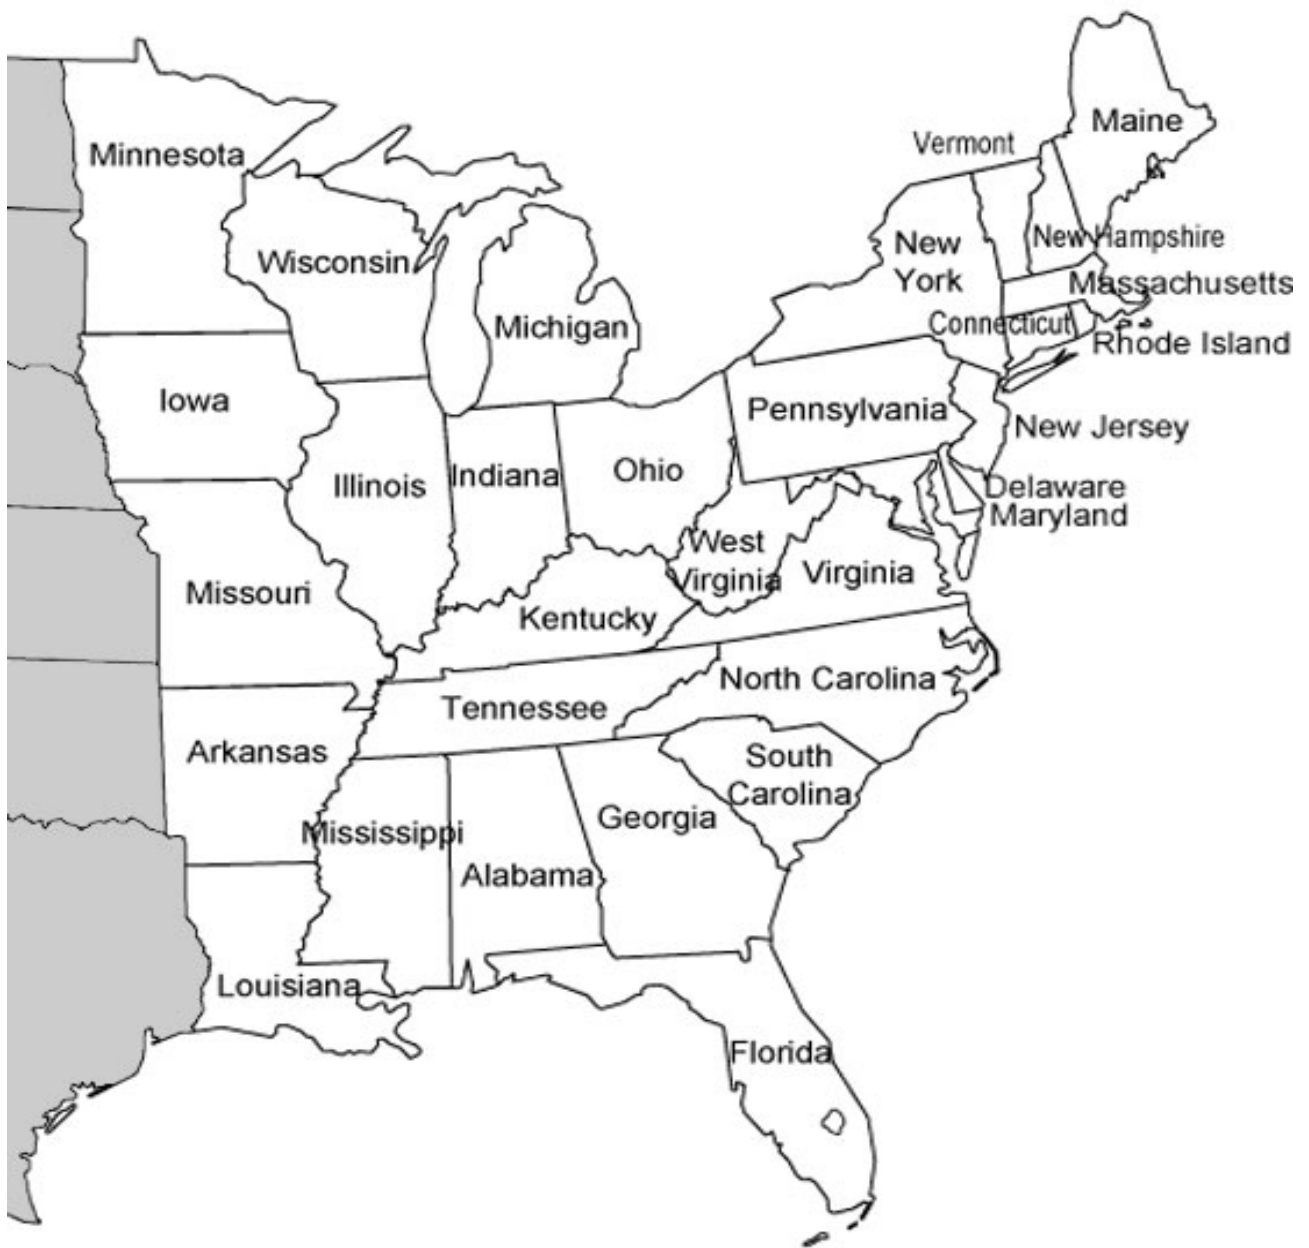 Maine
Vermont
Minnesota
New Hampshire
New
York
Wisconsin
Massachusetts
Michigan
Connecticut
Rhode Island
Iowa
Pennsylvania
New Jersey
Illinois
Indiana
Ohio
Delaware
Maryland
West
Virginia
Virginia
Missouri
Kentucky
North Carolina
Tennessee
Arkansas
South
Carolina
Georgia
Mississippi
Alabama
Louisiana
Florida